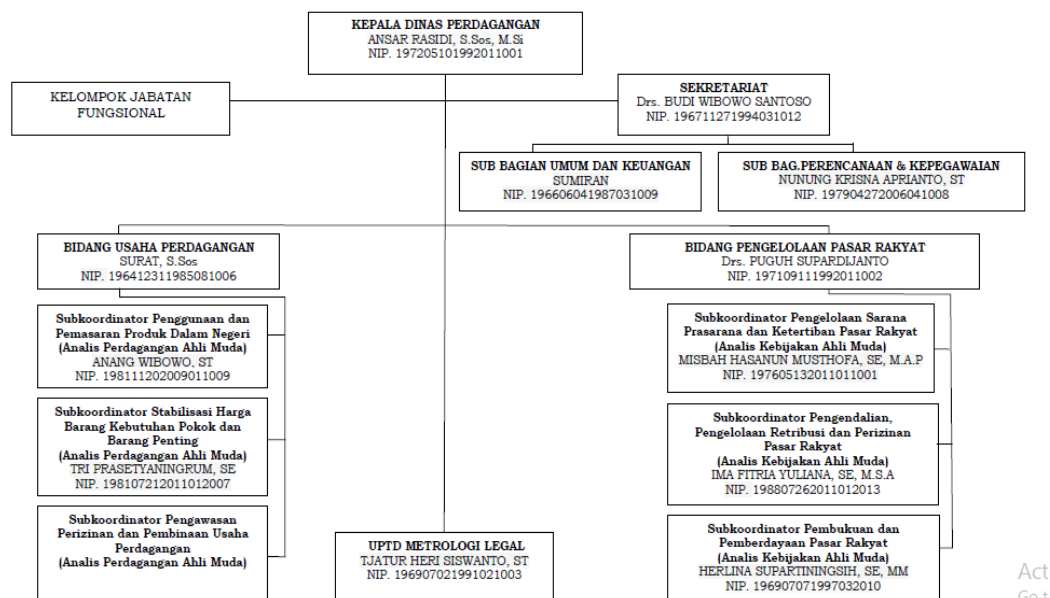 KEPALA DINAS PERDAGANGAN
ANSAR RASIDI, S.Sos, M.Si
NIP. 197205101992011001
KELOMPOK JABATAN
FUNGSIONAL
SEKRETARIAT
Drs. BUDI WIBOWO SANTOSO
NIP. 196711271994031012
SUB BAGIAN UMUM DAN KEUANGAN
SUMIRAN
NIP. 196606041987031009
SUB BAG.PERENCANAAN & KEPEGAWAIAN
NUNUNG KRISNA APRIANTO, ST
NIP. 197904272006041008
BIDANG USAHA PERDAGANGAN
SURAT, S.Sos
NIP. 196412311985081006
BIDANG PENGELOLAAN PASAR RAKYAT
Drs. PUGUH SUPARDIJANTO
NIP. 197109111992011002
Subkoordinator Penggunaan dan
Pemasaran Produk Dalam Negeri
(Analis Perdagangan Ahli Muda)
ANANG WIBOWO, ST
NIP. 198111202009011009
Subkoordinator Stabilisasi Harga
Barang Kebutuhan Pokok dan
Barang Penting
(Analis Perdagangan Ahli Muda)
TRI PRASETYANINGRUM, SE
NIP. 198107212011012007
Subkoordinator Pengawasan
Perizinan dan Pembinaan Usaha
Perdagangan
(Analis Perdagangan Ahli Muda)
UPTD METROLOGI LEGAL
TJATUR HERI SISWANTO, ST
NIP. 196907021991021003
Subkoordinator Pengelolaan Sarana
Prasarana dan Ketertiban Pasar Rakyat
(Analis Kebijakan Ahli Muda)
MISBAH HASANUN MUSTHOFA, SE, M.A.P
NIP. 197605132011011001
Subkoordinator Pengendalian,
Pengelolaan Retribusi dan Perizinan
Pasar Rakyat
(Analis Kebijakan Ahli Muda)
IMA FITRIA YULIANA, SE, M.S.A
NIP. 198807262011012013
Subkoordinator Pembukuan dan
Pemberdayaan Pasar Rakyat
(Analis Kebijakan Ahli Muda)
HERLINA SUPARTININGSIH, SE, MM
NIP. 196907071997032010
Act